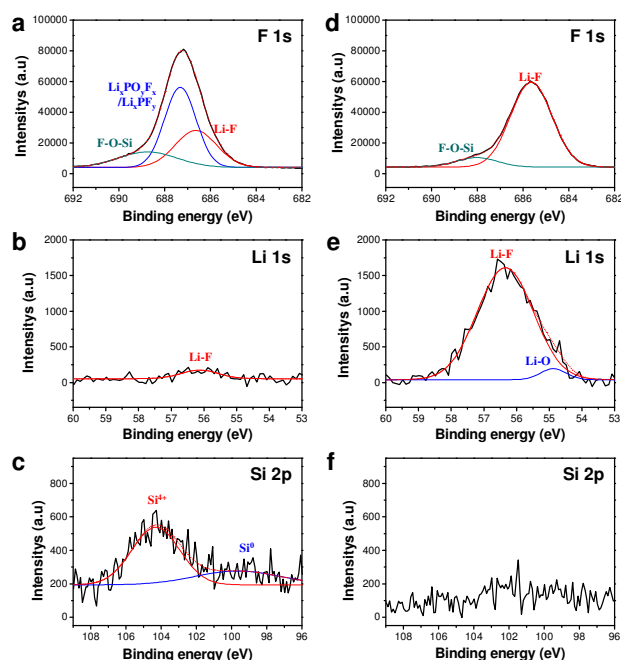 a
F 1s
100000
80000
60000
40000
20000
0
LiₓPOᵧFₓ
/LiₓPFᵧ
Li-F
F-O-Si
692 690 688 686 684 682
Binding energy (eV)
Intensitys (a.u)
d
F 1s
100000
80000
60000
40000
20000
0
Li-F
F-O-Si
692 690 688 686 684 682
Binding energy (eV)
Intensitys (a.u)
b
Li 1s
2000
1500
1000
500
0
Li-F
60 59 58 57 56 55 54 53
Binding energy (eV)
Intensitys (a.u)
e
Li 1s
2000
1500
1000
500
0
Li-F
Li-O
60 59 58 57 56 55 54 53
Binding energy (eV)
Intensitys (a.u)
c
Si 2p
800
600
400
200
0
Si⁴⁺
Si⁰
108 106 104 102 100 98 96
Binding energy (eV)
Intensitys (a.u)
f
Si 2p
800
600
400
200
0
108 106 104 102 100 98 96
Binding energy (eV)
Intensitys (a.u)